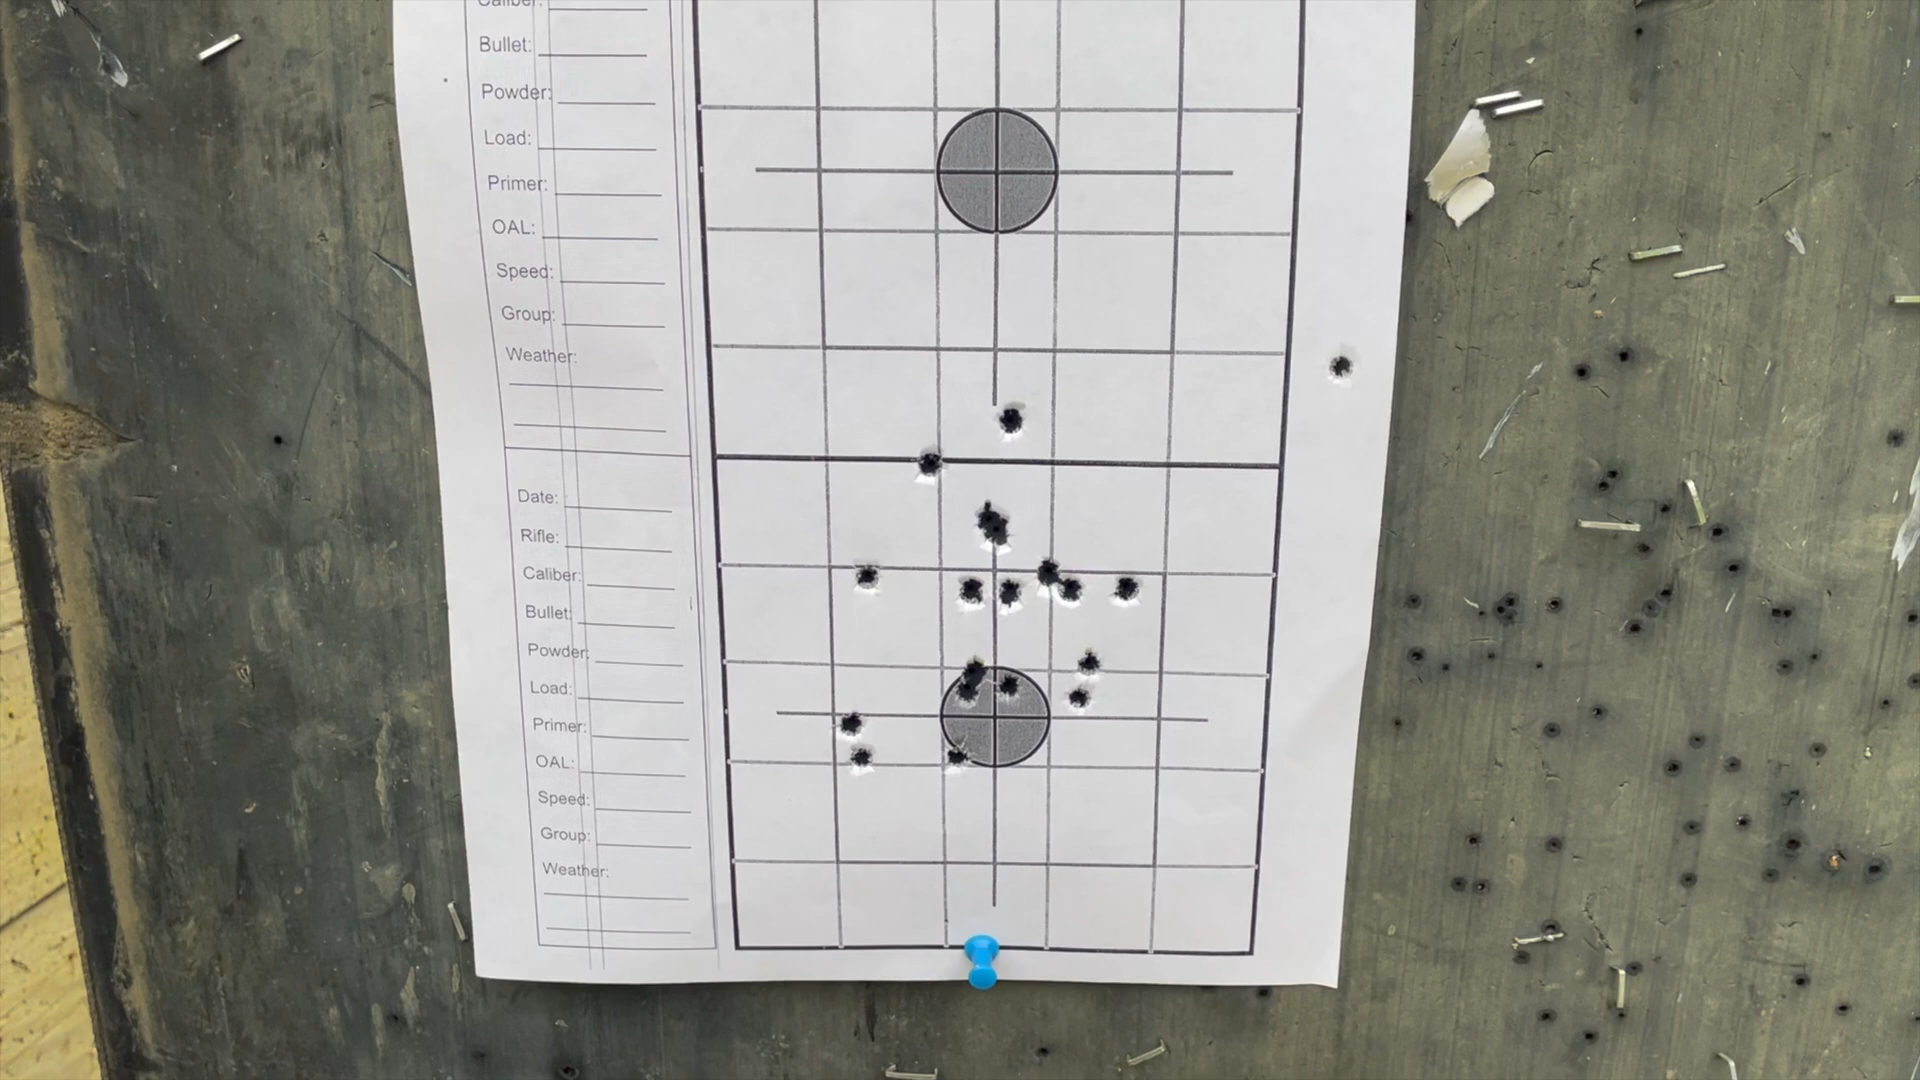 Caliber:
Bullet:
Powder:
Load:
Primer:
OAL:
Speed:
Group:
Weather:
Date:
Rifle:
Caliber:
Bullet:
Powder:
Load:
Primer:
OAL:
Speed:
Group:
Weather: